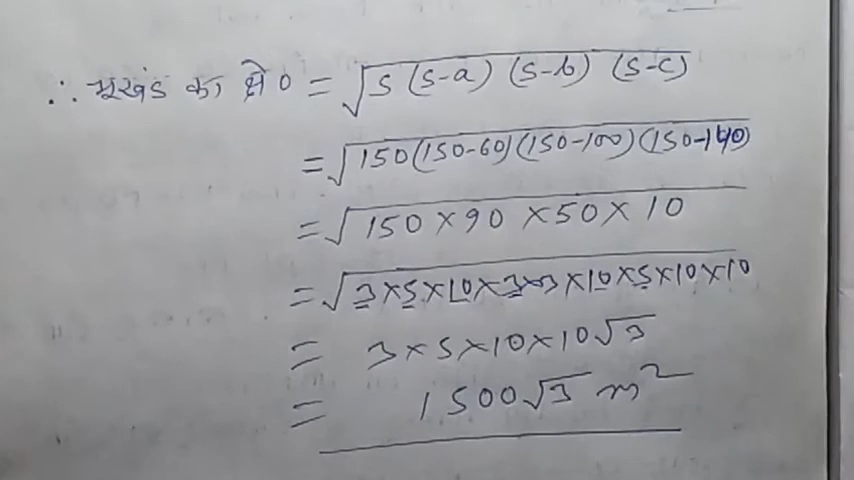 ∴ भूखंड का क्षे० = √S(S-a)(S-b)(S-c)
= √150(150-60)(150-100)(150-140)
= √150×90×50×10
= √3×5×10×3×3×10×5×10×10
= 3×5×10×10√3
= 1500√3 m²